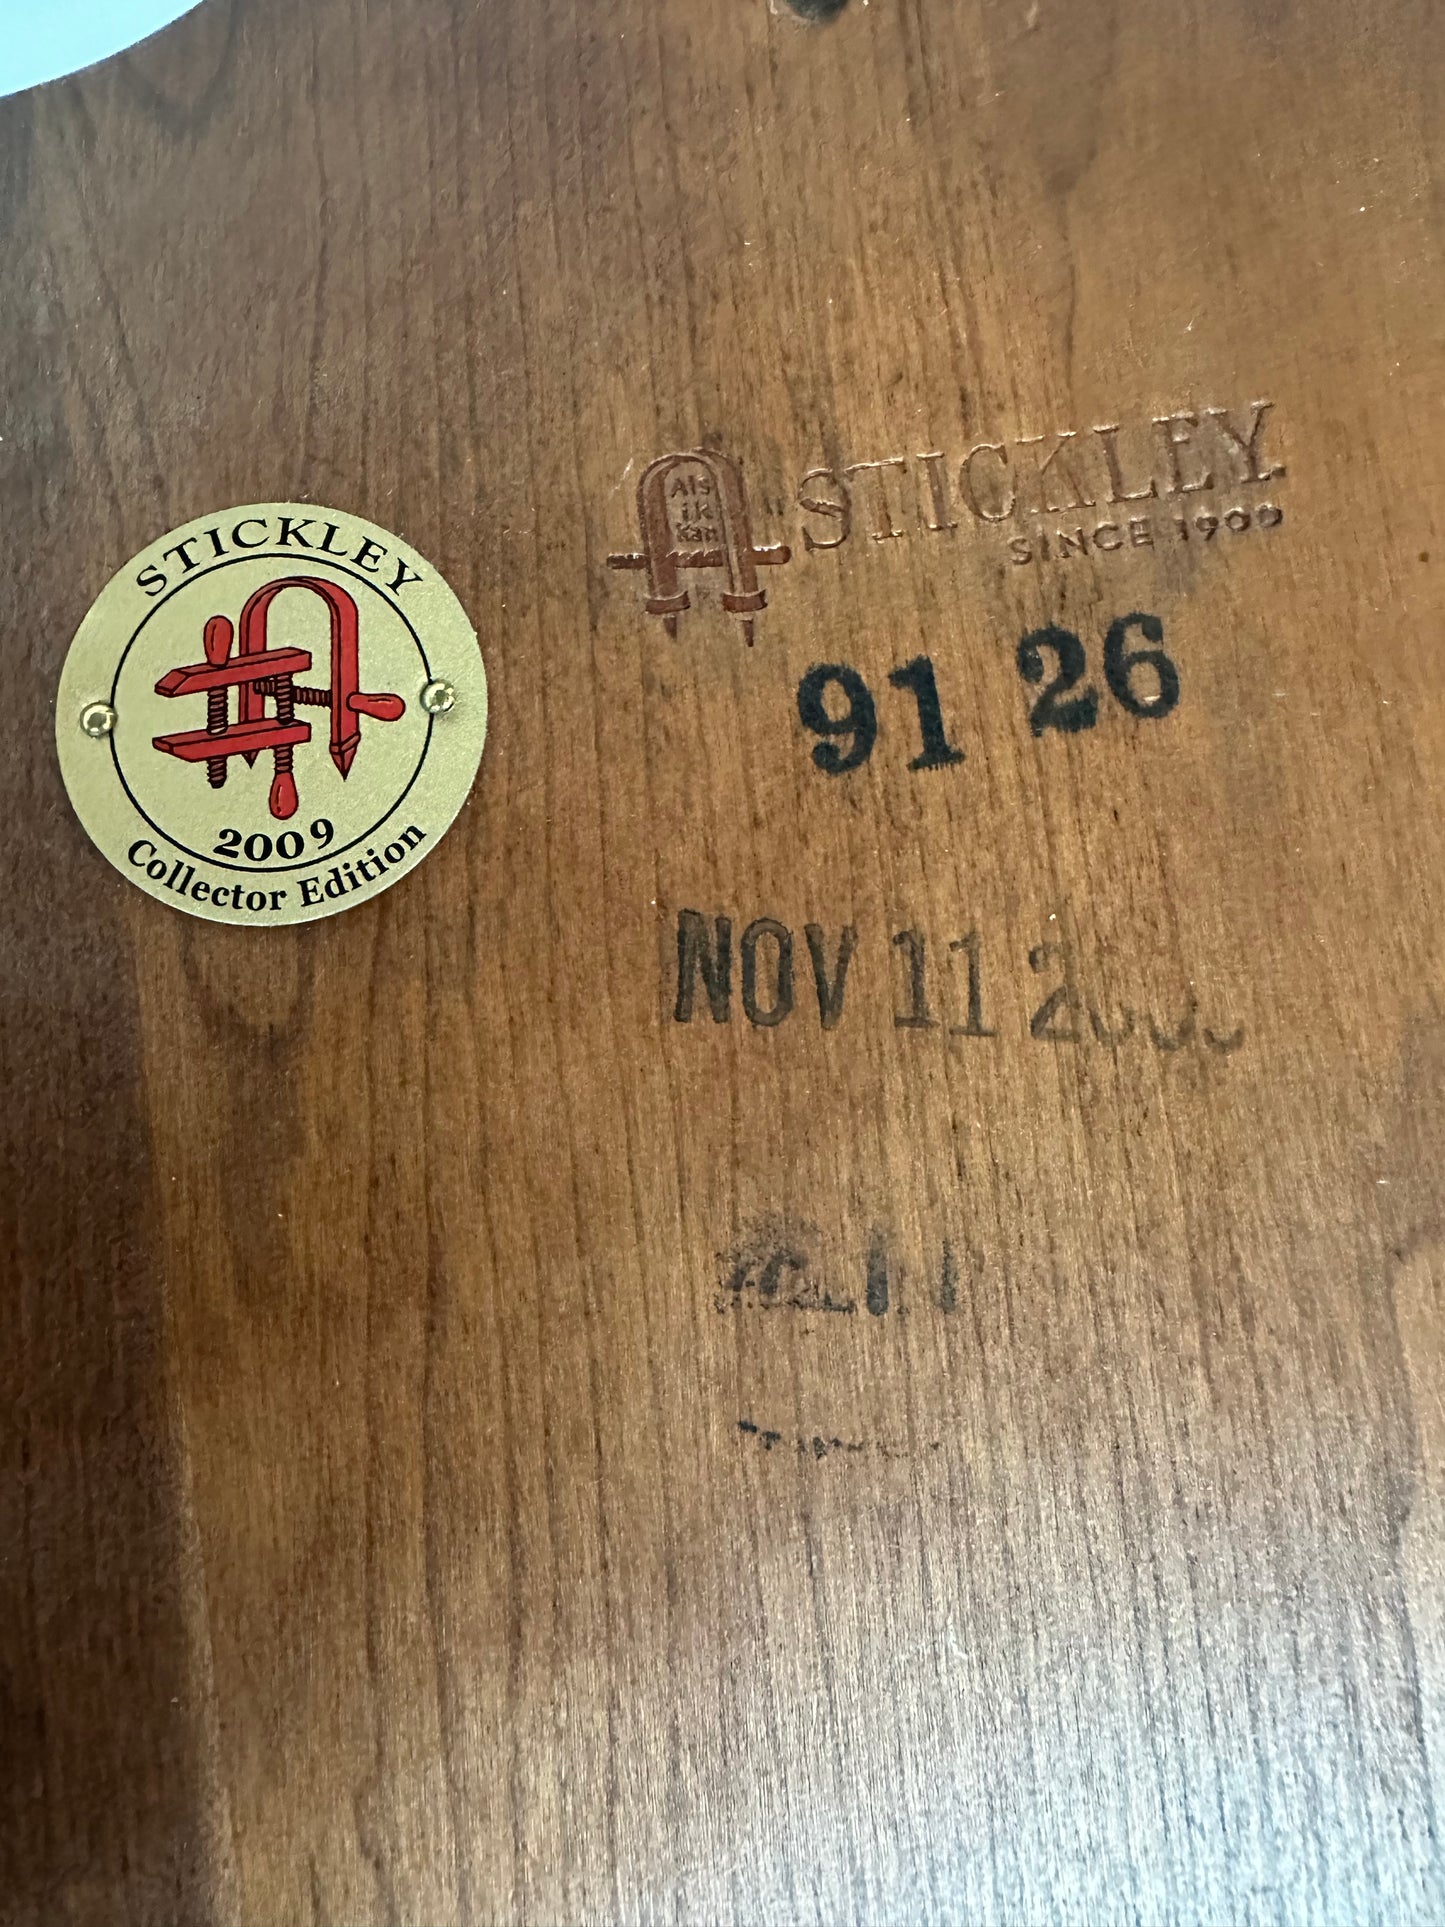 STICKLEY
2009
Collector Edition
Als
ik
Kan
STICKLEY
SINCE 1900
91 26
NOV 11